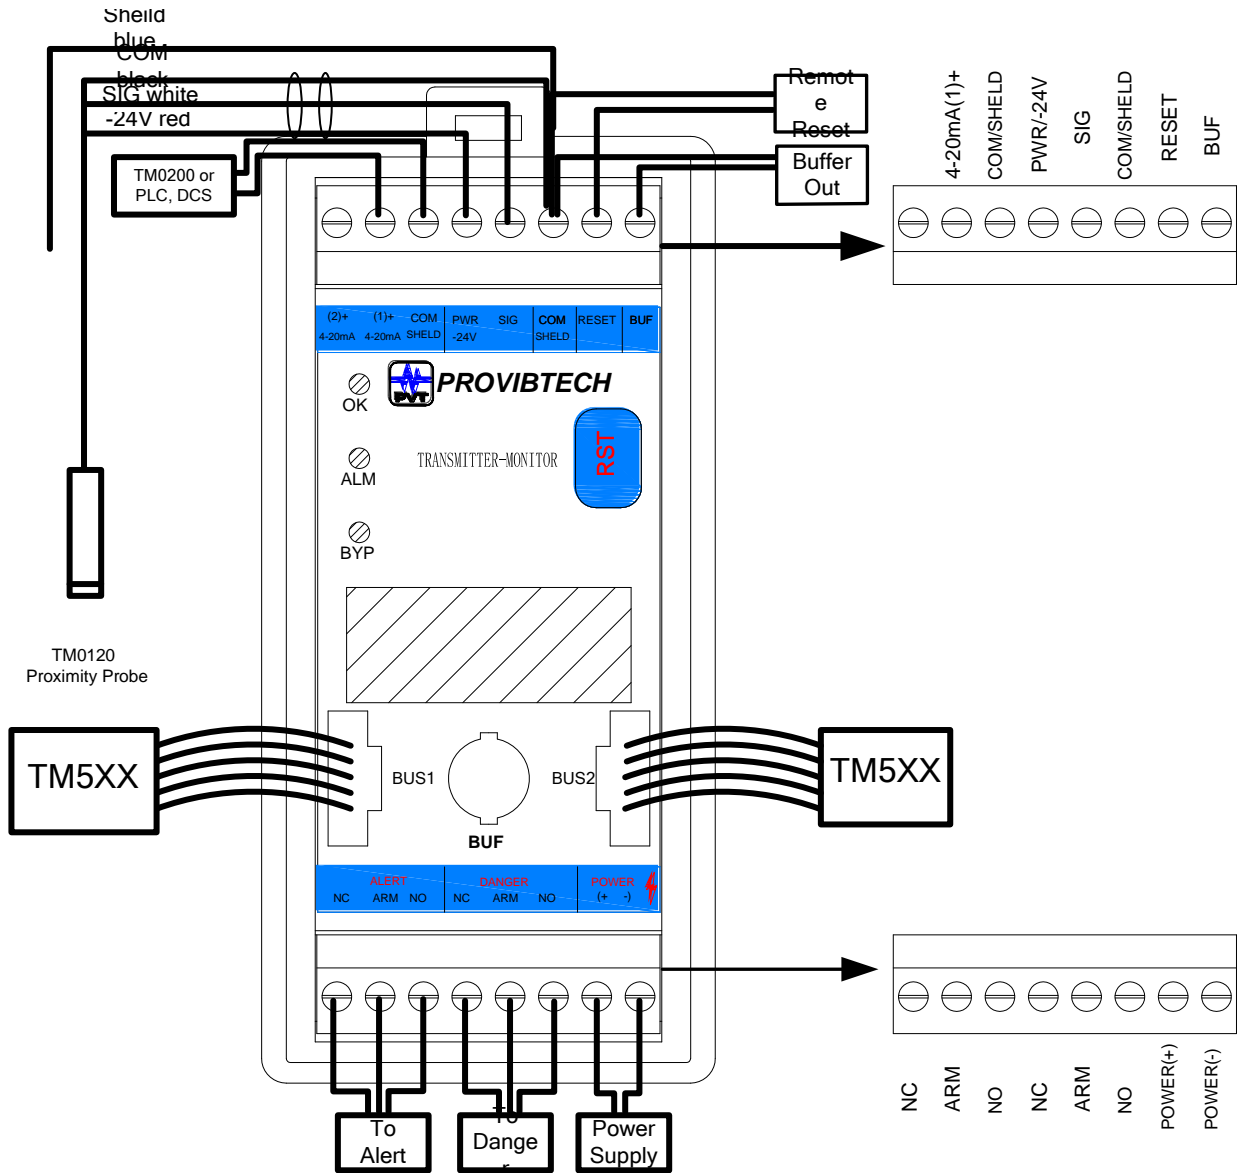 Sheild
blue
COM
black
SIG white
-24V red
TM0200 or
PLC, DCS
Remot
e
Reset
Buffer
Out
4-20mA(1)+
COM/SHELD
PWR/-24V
SIG
COM/SHELD
RESET
BUF
(2)+ (1)+ COM PWR SIG COM RESET BUF
4-20mA 4-20mA SHELD -24V SHELD
PVT
PROVIBTECH
OK
RST
TRANSMITTER-MONITOR
ALM
BYP
TM0120
Proximity Probe
TM5XX
BUS1
BUS2
TM5XX
BUF
ALERT DANGER POWER
NC ARM NO NC ARM NO (+ -)
NC
ARM
NO
NC
ARM
NO
POWER(+)
POWER(-)
To
Alert
To
Dange
r
Power
Supply